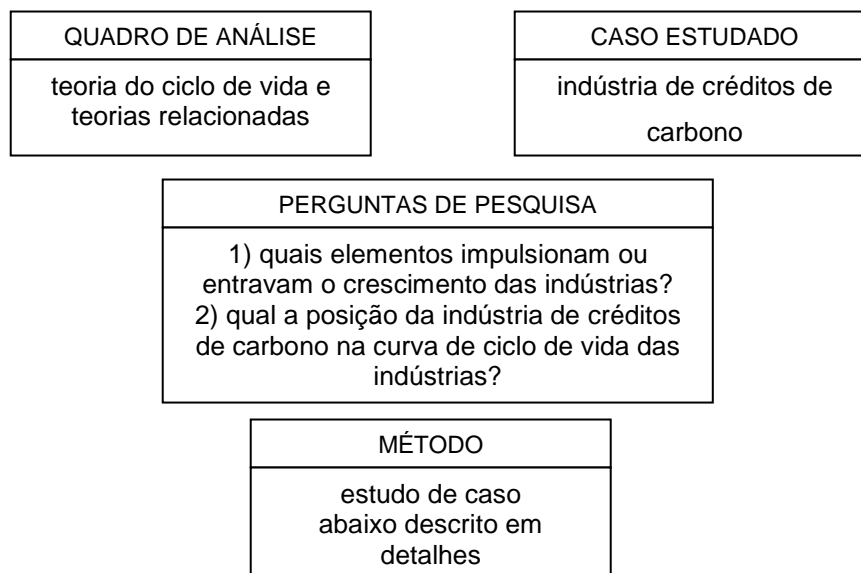 QUADRO DE ANÁLISE
teoria do ciclo de vida e
teorias relacionadas
CASO ESTUDADO
indústria de créditos de
carbono
PERGUNTAS DE PESQUISA
1) quais elementos impulsionam ou
entravam o crescimento das indústrias?
2) qual a posição da indústria de créditos
de carbono na curva de ciclo de vida das
indústrias?
MÉTODO
estudo de caso
abaixo descrito em
detalhes